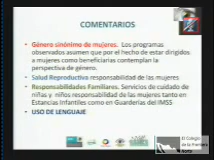 COMENTARIOS
• Género sinónimo de mujeres. Los programas
observados asumen que por el hecho de estar dirigidos
a mujeres como beneficiarias contemplan la
perspectiva de género.
• Salud Reproductiva responsabilidad de las mujeres
• Responsabilidades Familiares. Servicios de cuidado de
niñas y niños responsabilidad de las mujeres tanto en
Estancias Infantiles como en Guarderías del IMSS
• USO DE LENGUAJE
El Colegio
de la Frontera
Norte